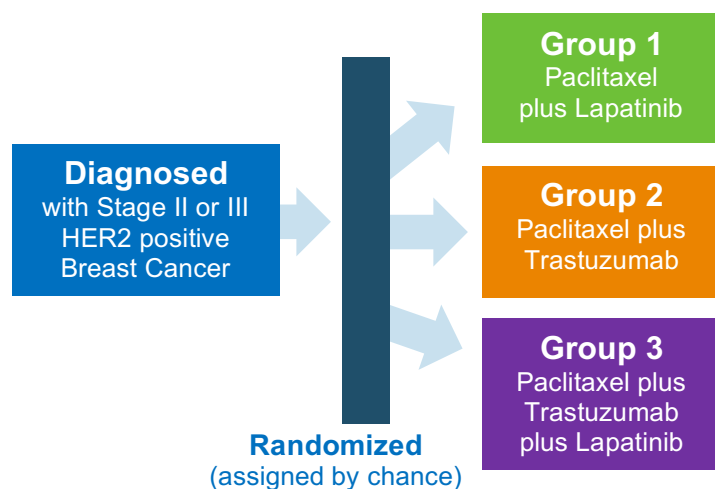 Diagnosed
with Stage II or III
HER2 positive
Breast Cancer
Randomized
(assigned by chance)
Group 1
Paclitaxel
plus Lapatinib
Group 2
Paclitaxel plus
Trastuzumab
Group 3
Paclitaxel plus
Trastuzumab
plus Lapatinib